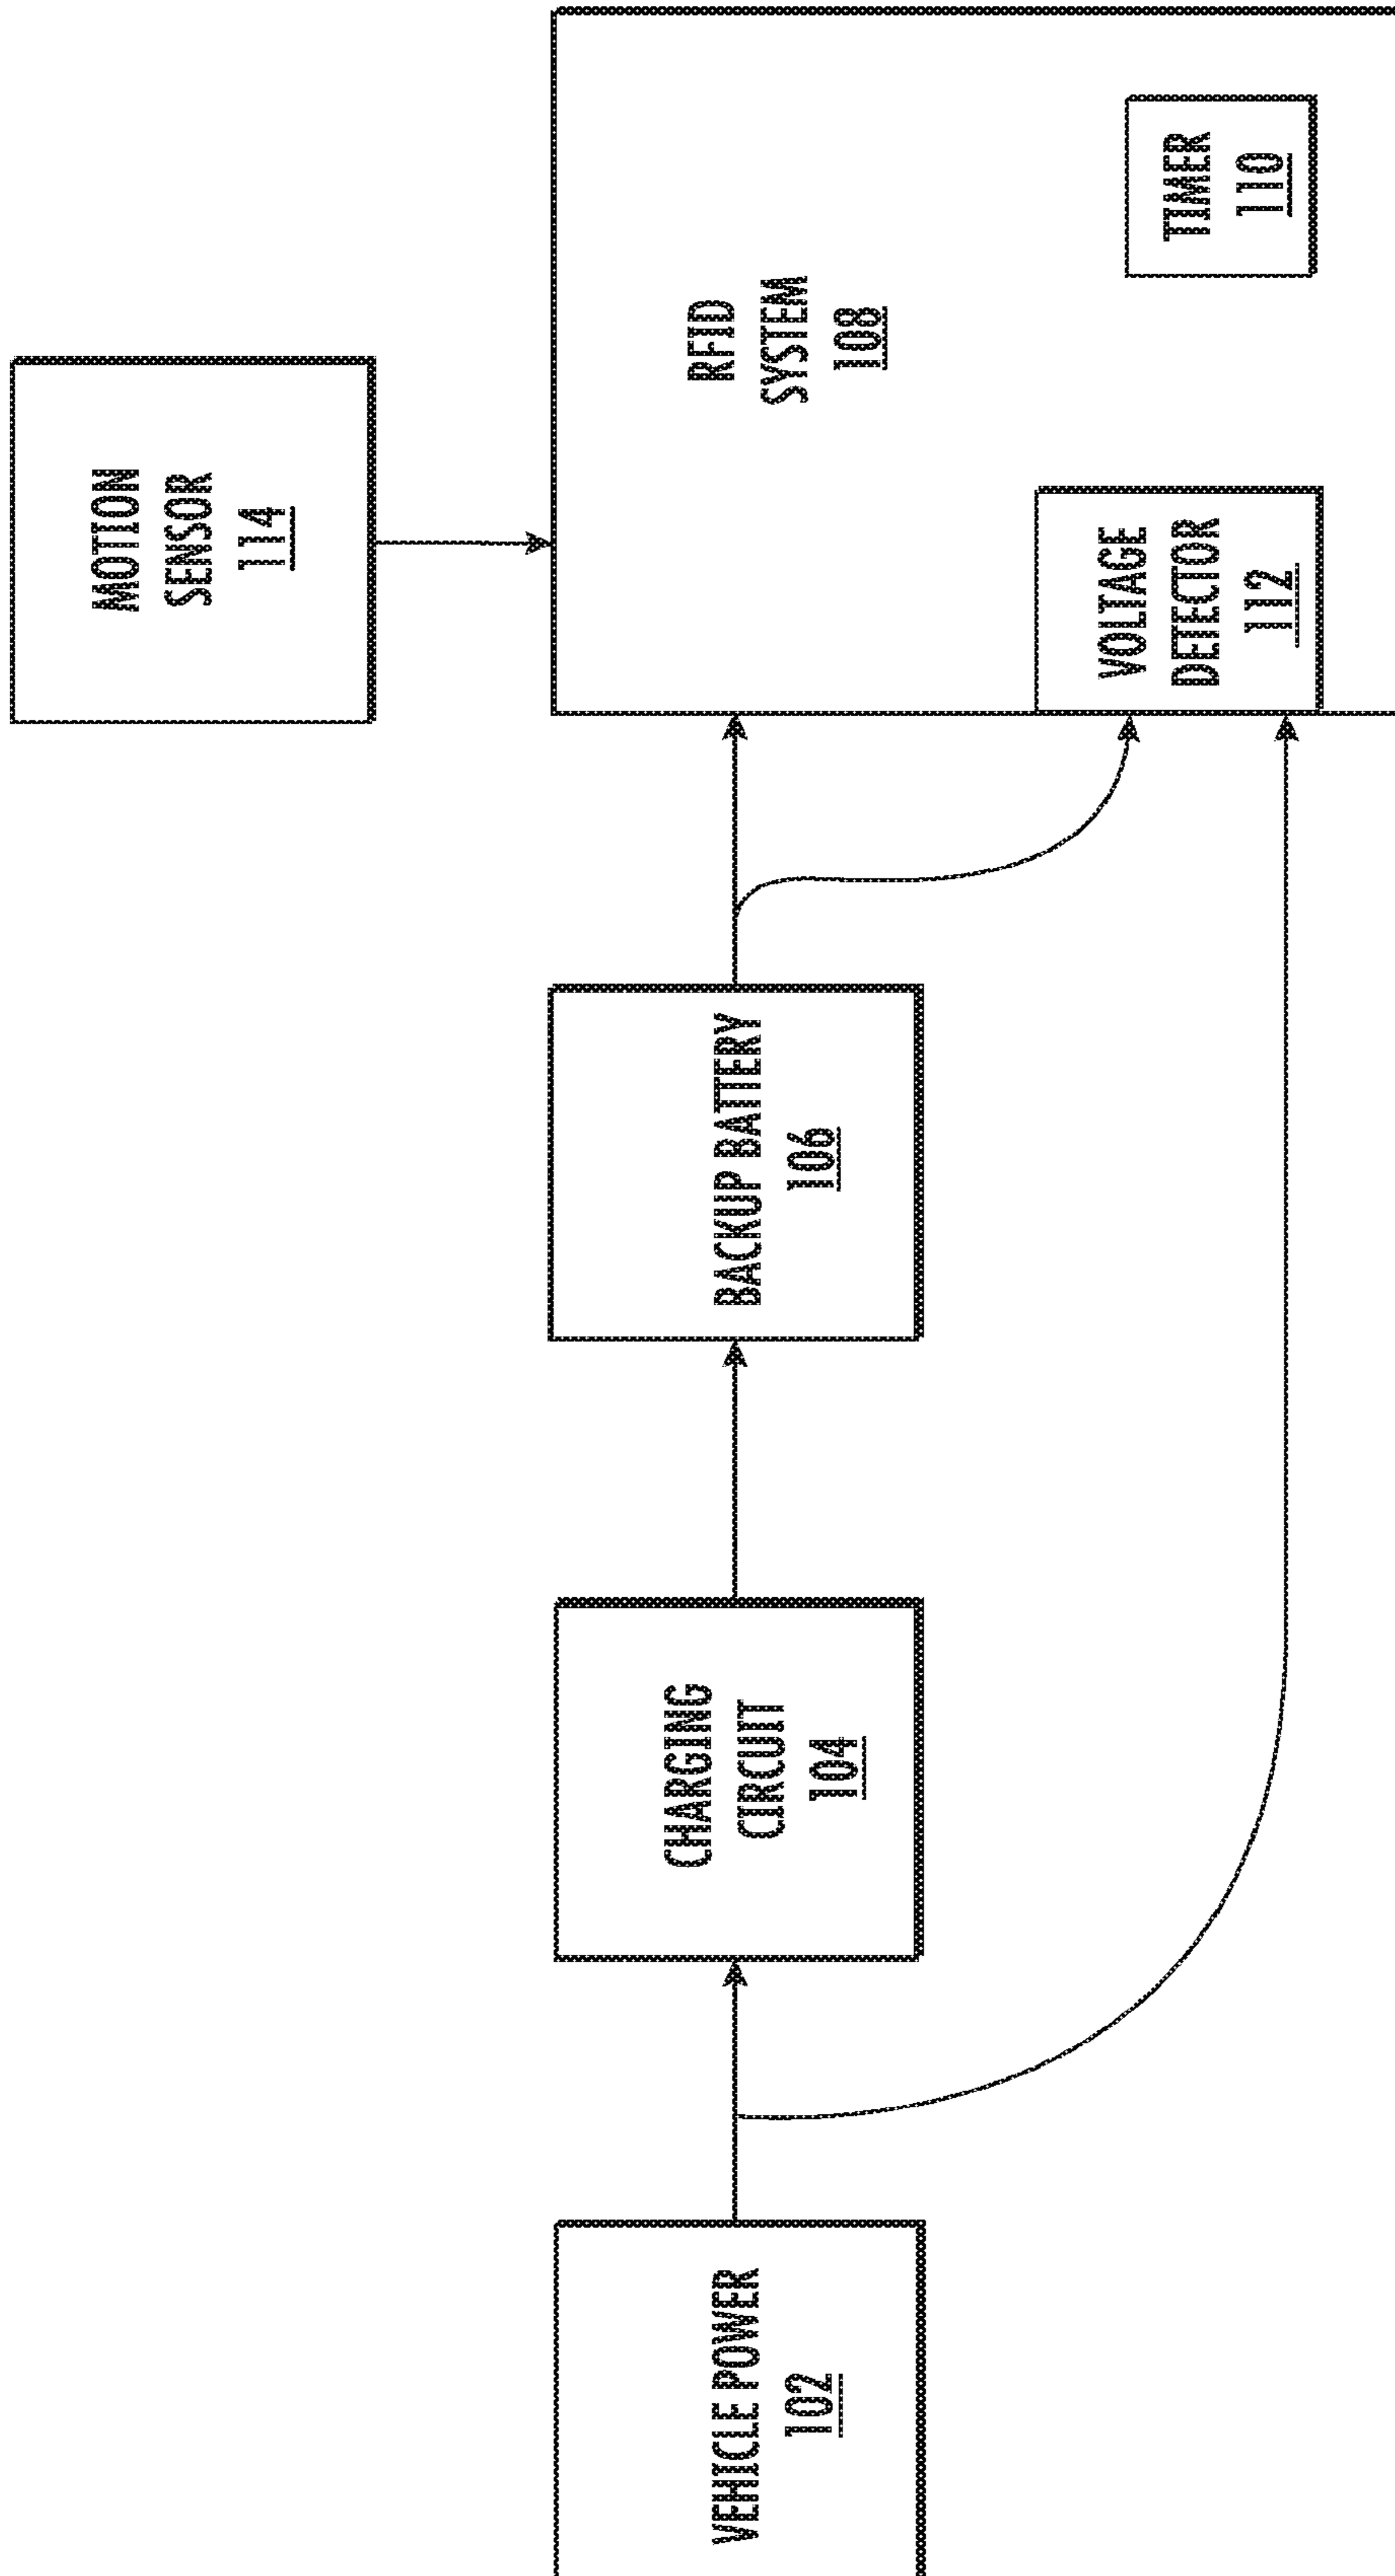 MOTION
SENSOR
114
VEHICLE POWER
102
CHARGING
CIRCUIT
104
BACKUP BATTERY
106
RFID
SYSTEM
108
VOLTAGE
DETECTOR
112
TIMER
110